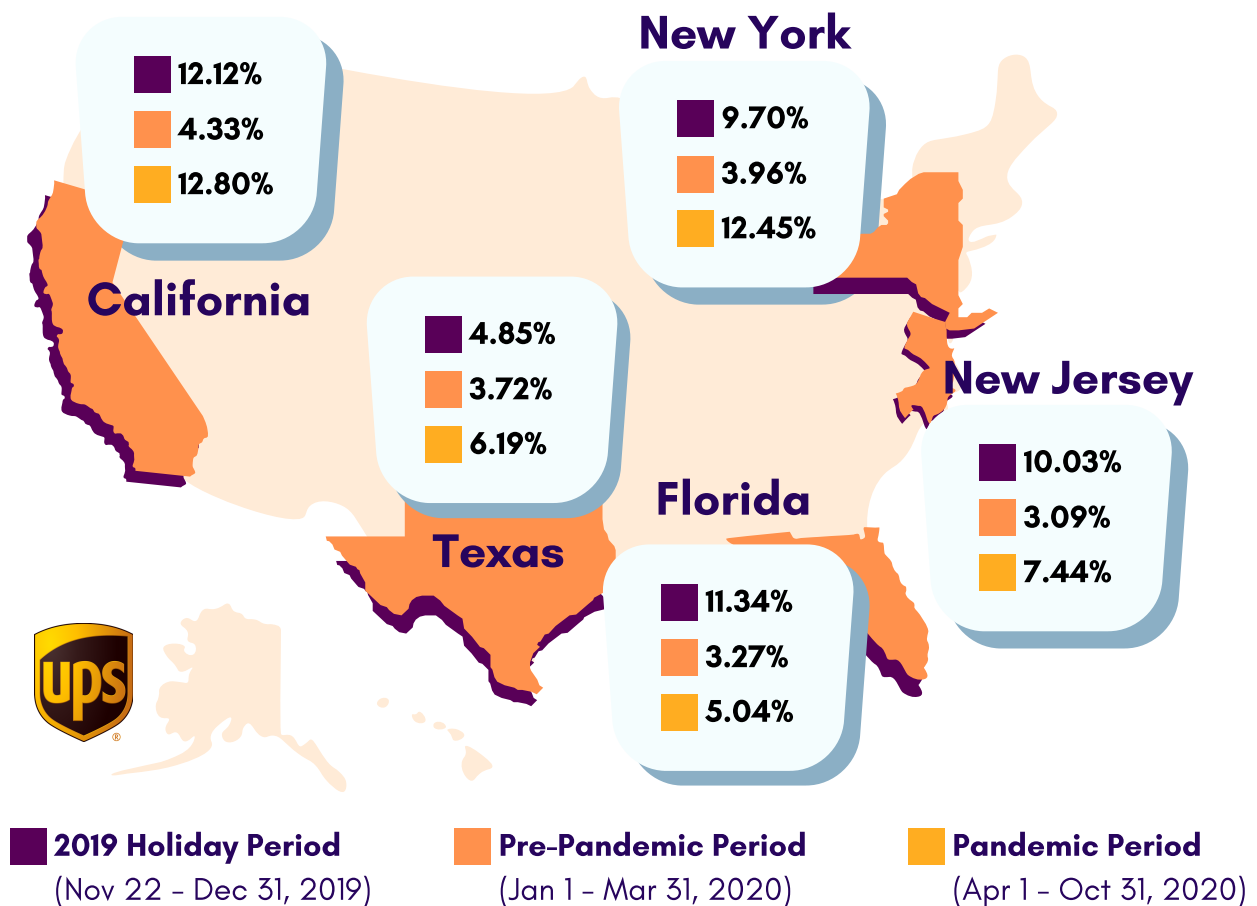 12.12%
4.33%
12.80%
California
New York
9.70%
3.96%
12.45%
4.85%
3.72%
6.19%
Texas
New Jersey
10.03%
3.09%
7.44%
Florida
11.34%
3.27%
5.04%
ups
®
2019 Holiday Period
(Nov 22 - Dec 31, 2019)
Pre-Pandemic Period
(Jan 1 - Mar 31, 2020)
Pandemic Period
(Apr 1 - Oct 31, 2020)